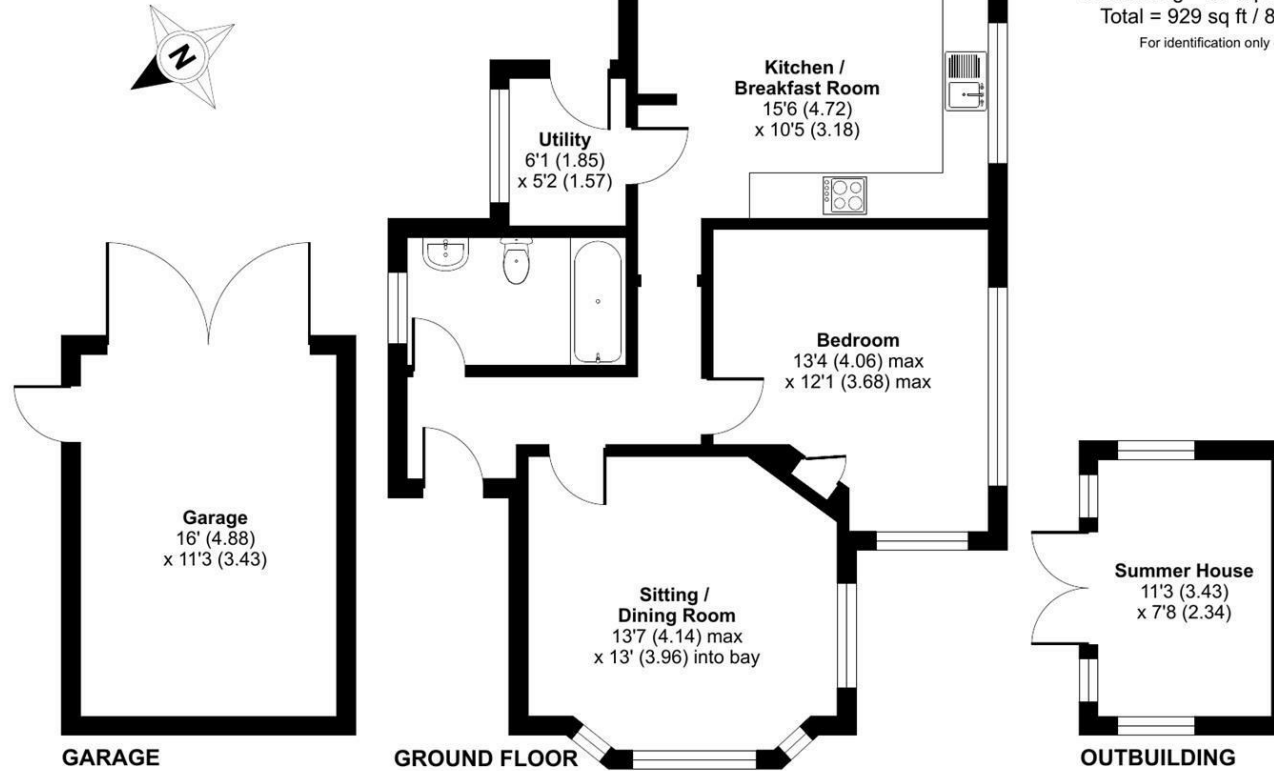 Total = 929 sq ft / 8
For identification only
N
Kitchen /
Breakfast Room
15'6 (4.72)
x 10'5 (3.18)
Utility
6'1 (1.85)
x 5'2 (1.57)
Bedroom
13'4 (4.06) max
x 12'1 (3.68) max
Garage
16' (4.88)
x 11'3 (3.43)
Sitting /
Dining Room
13'7 (4.14) max
x 13' (3.96) into bay
Summer House
11'3 (3.43)
x 7'8 (2.34)
GARAGE
GROUND FLOOR
OUTBUILDING